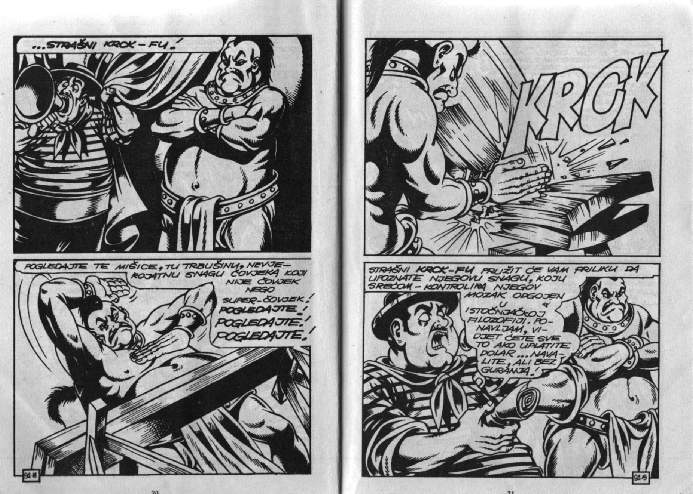 ...STRAŠNI KROK-FU!
POGLEDAJTE TE MIŠICE, TU TRBUŠINU, NEVJE-
ROJATNU SNAGU ČOVJEKA KOJI
NIJE ČOVJEK
NEGO
SUPER-ČOVJEK!
POGLEDAJTE!
POGLEDAJTE!
POGLEDAJTE!
KROK
STRAŠNI KROK-FU PRUŽIT ĆE VAM PRILIKU DA
UPOZNATE NJEGOVU SNAGU, KOJU
SREĆOM-KONTROLIRA NJEGOV
MOZAK OPOJEN
U
ISTOČNJAČKOJ
FILOZOFIJI! PO-
NAVLJAM, VI-
DJET ĆETE SVE
TO AKO UPLATITE
DOLAR... NAVA-
LITE, ALI BEZ
GURANJA!